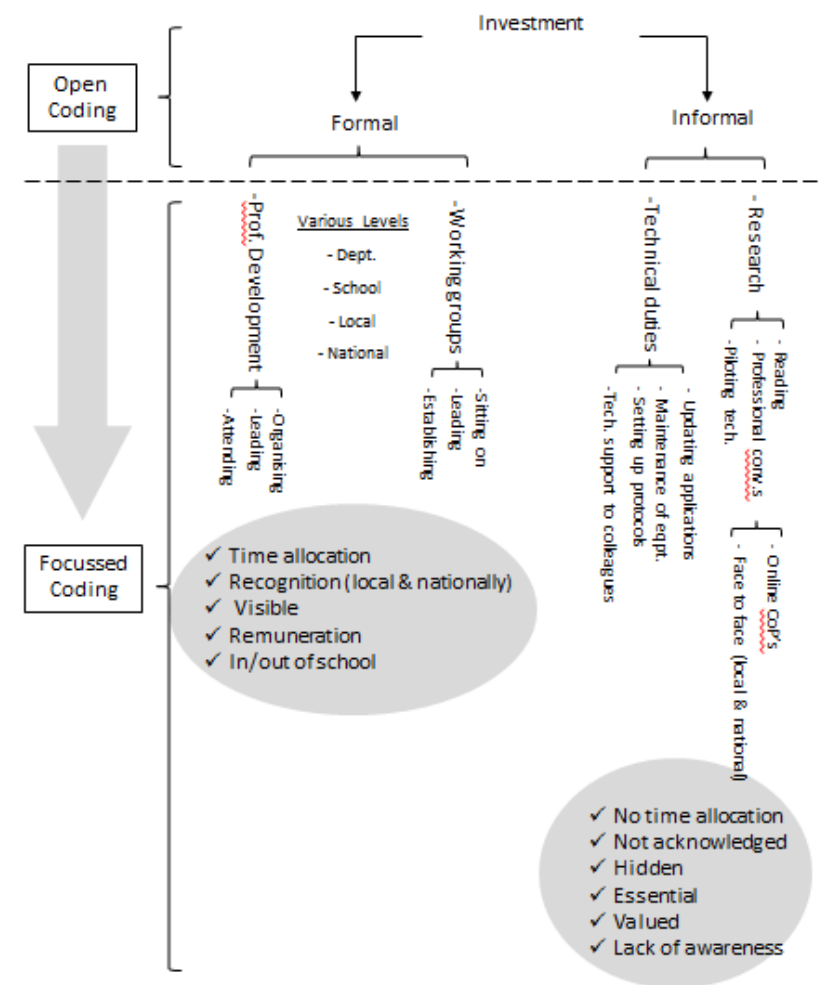 Investment
Open
Coding
Formal
Informal
-Prof. Development
Various Levels
- Dept.
- School
- Local
- National
-Working groups
-Technical duties
- Research
-Organising
-Leading
-Attending
-Sitting on
-Leading
-Establishing
- Updating applications
- Maintenance of eqpt.
- Setting up protocols
-Tech. support to colleagues
- Reading
- Professional conv.s
-Piloting tech.
- Online CoP's
- Face to face (local & national)
Focussed
Coding
✓ Time allocation
✓ Recognition (local & nationally)
✓ Visible
✓ Remuneration
✓ In/out of school
✓ No time allocation
✓ Not acknowledged
✓ Hidden
✓ Essential
✓ Valued
✓ Lack of awareness